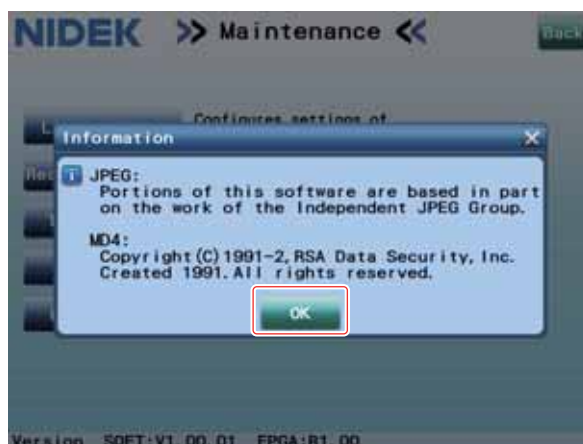 NIDEK >> Maintenance << Back
Configures settings of
Information
JPEG:
Portions of this software are based in part
on the work of the Independent JPEG Group.
MD4:
Copyright(C)1991-2,RSA Data Security,Inc.
Created 1991.All rights reserved.
OK
Version SOFT:V1.00.01 FPGA:R1.00